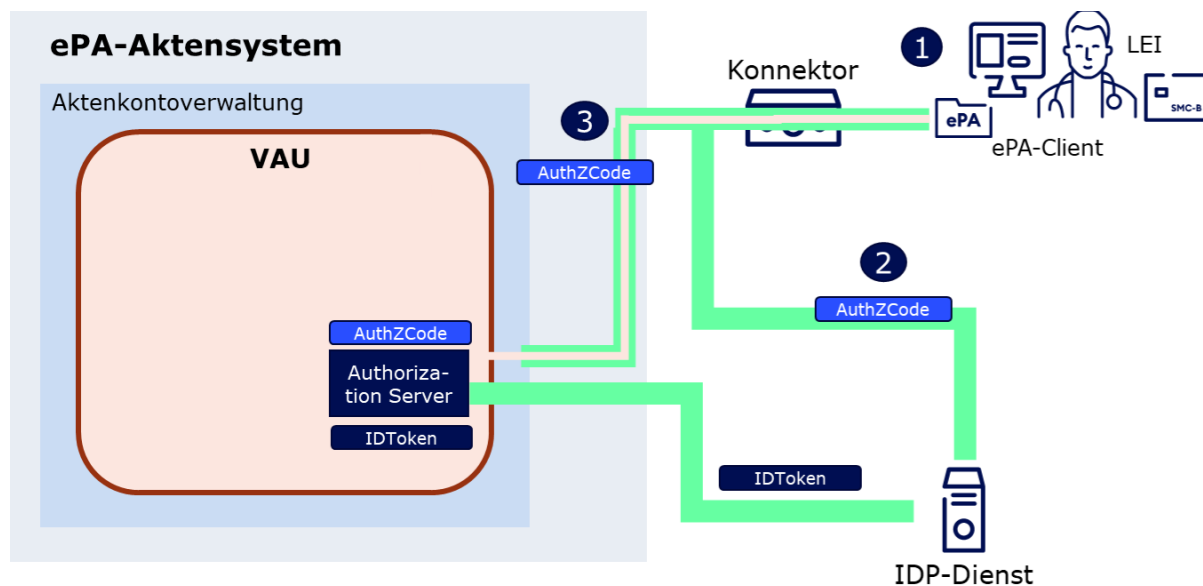 ePA-Aktensystem
Aktenkontoverwaltung
VAU
1
LEI
Konnektor
SMC-B
ePA
ePA-Client
3
AuthZCode
2
AuthZCode
AuthZCode
Authoriza-
tion Server
IDToken
IDToken
IDP-Dienst